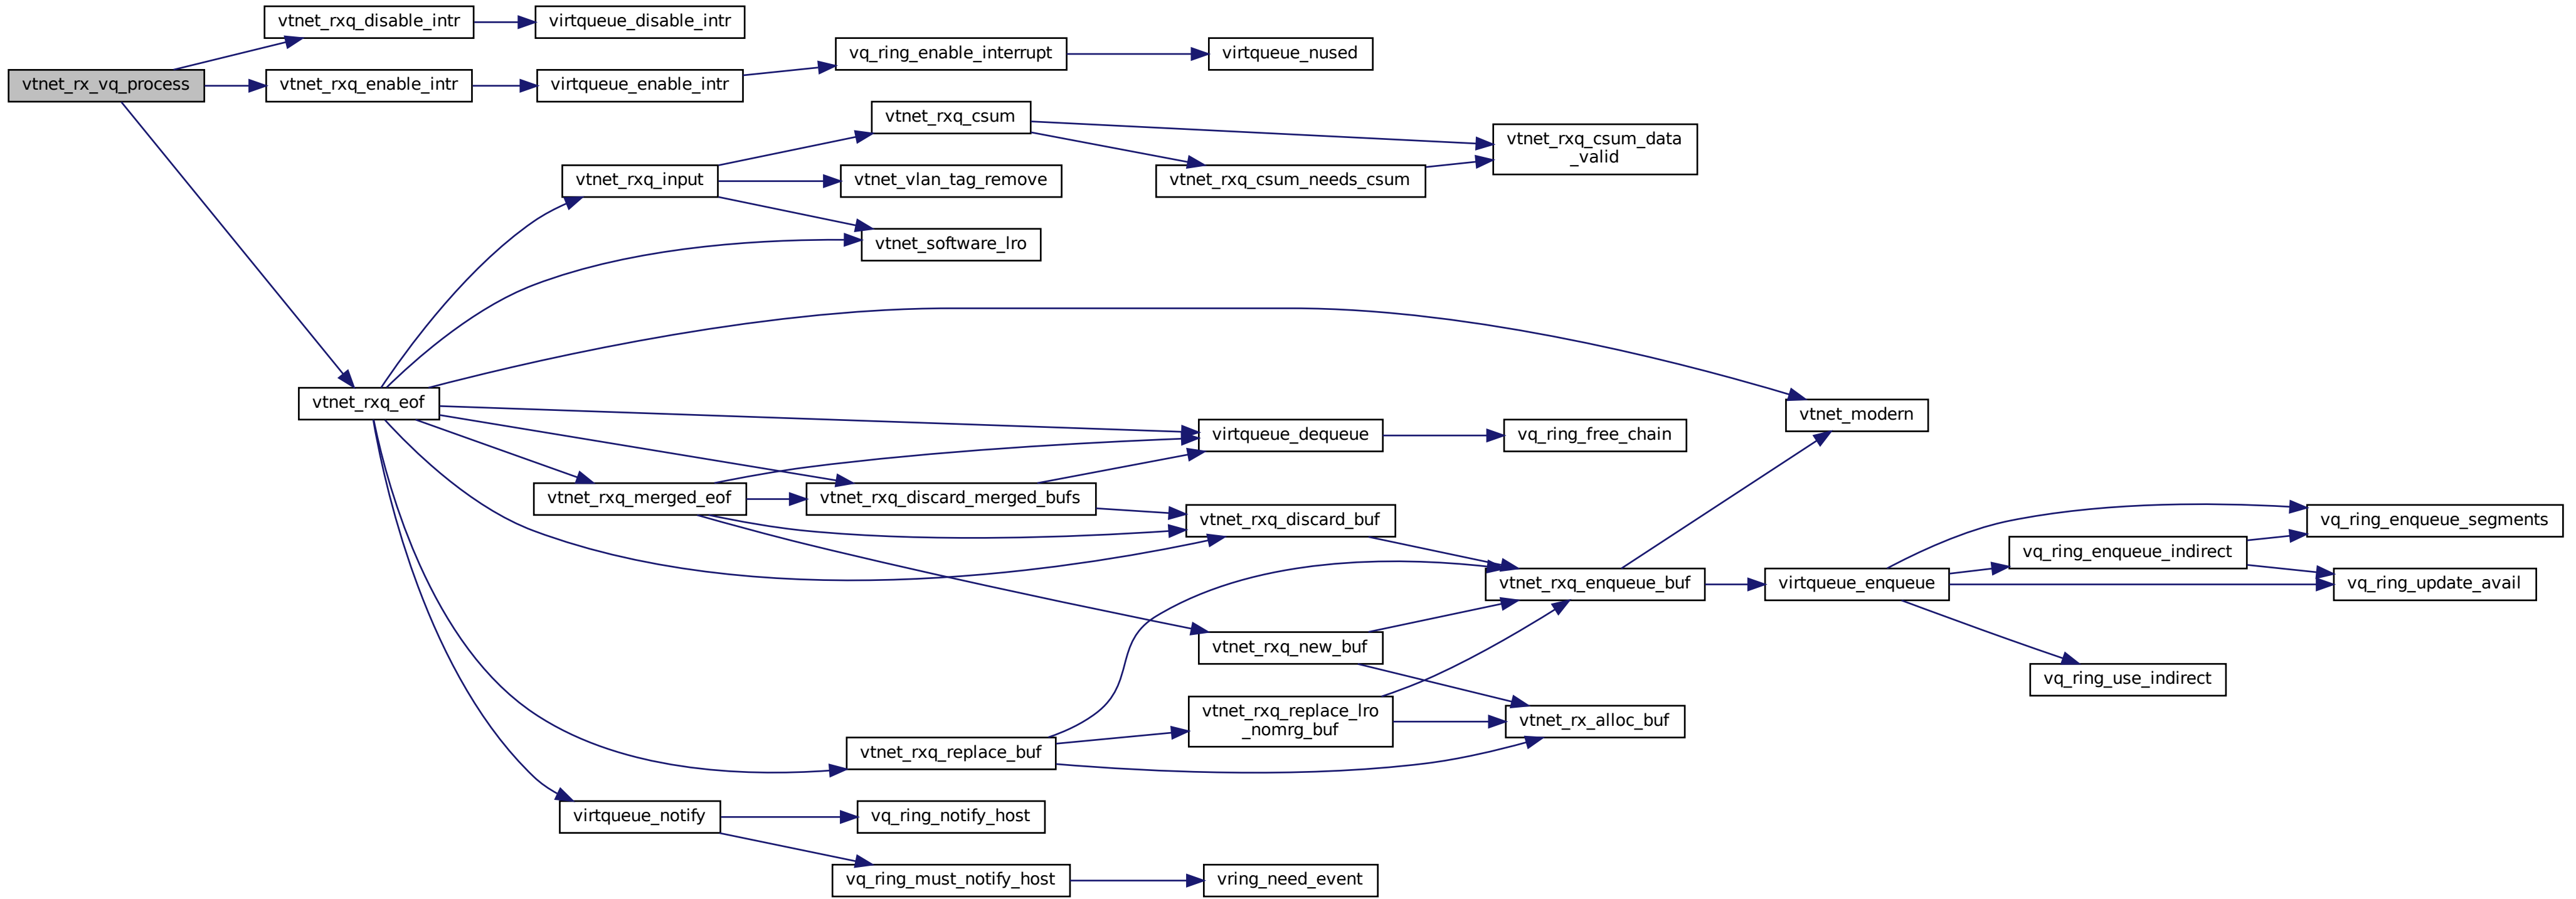 vtnet_rxq_disable_intr
virtqueue_disable_intr
vq_ring_enable_interrupt
virtqueue_nused
vtnet_rx_vq_process
vtnet_rxq_enable_intr
virtqueue_enable_intr
vtnet_rxq_csum
vtnet_rxq_csum_data
_valid
vtnet_rxq_input
vtnet_vlan_tag_remove
vtnet_rxq_csum_needs_csum
vtnet_software_lro
vtnet_rxq_eof
vtnet_modern
virtqueue_dequeue
vq_ring_free_chain
vtnet_rxq_merged_eof
vtnet_rxq_discard_merged_bufs
vtnet_rxq_discard_buf
vq_ring_enqueue_segments
vq_ring_enqueue_indirect
vtnet_rxq_enqueue_buf
virtqueue_enqueue
vq_ring_update_avail
vtnet_rxq_new_buf
vq_ring_use_indirect
vtnet_rxq_replace_lro
_nomrg_buf
vtnet_rx_alloc_buf
vtnet_rxq_replace_buf
virtqueue_notify
vq_ring_notify_host
vq_ring_must_notify_host
vring_need_event